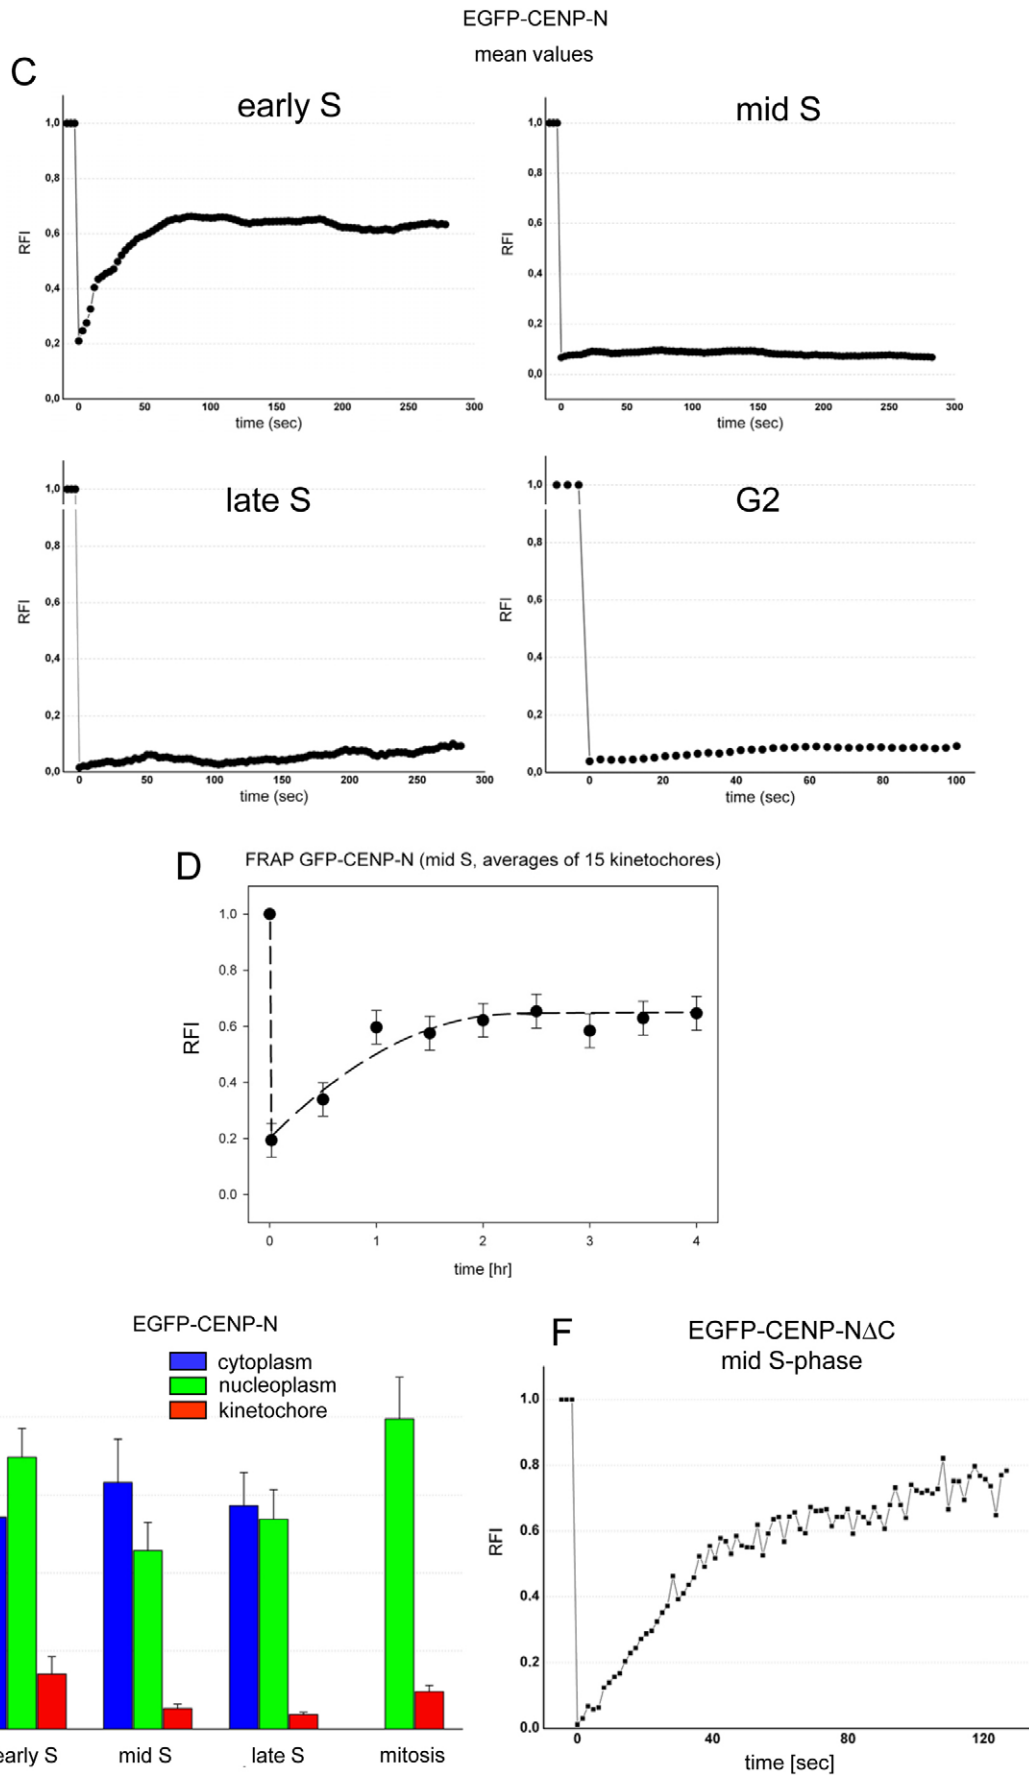 EGFP-CENP-N
mean values
C
early S
1,0
0,8
0,6
0,4
0,2
0,0
RFI
0 50 100 150 200 250 300
time (sec)
mid S
1,0
0,8
0,6
0,4
0,2
0,0
RFI
0 50 100 150 200 250 300
time (sec)
late S
1,0
0,8
0,6
0,4
0,2
0,0
RFI
0 50 100 150 200 250 300
time (sec)
G2
1,0
0,8
0,6
0,4
0,2
0,0
RFI
0 20 40 60 80 100
time (sec)
D
FRAP GFP-CENP-N (mid S, averages of 15 kinetochores)
1.0
0.8
0.6
0.4
0.2
0.0
RFI
0 1 2 3 4
time [hr]
EGFP-CENP-N
cytoplasm
nucleoplasm
kinetochore
early S mid S late S mitosis
F
EGFP-CENP-NΔC
mid S-phase
1.0
0.8
0.6
0.4
0.2
0.0
RFI
0 40 80 120
time [sec]